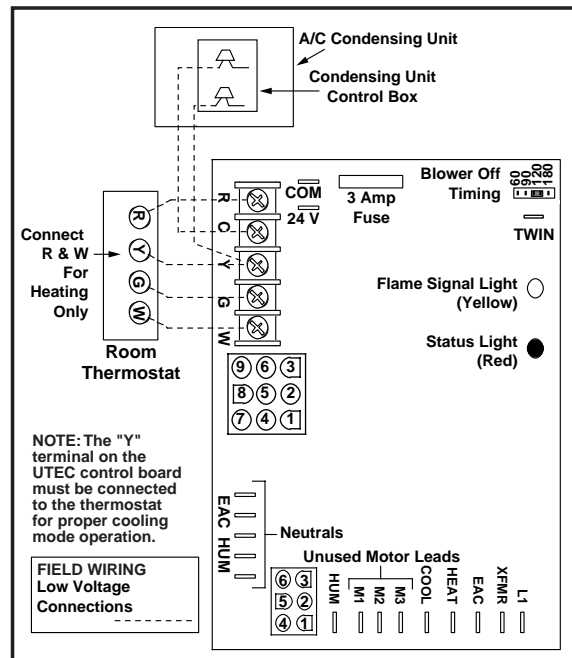 A/C Condensing Unit
Condensing Unit
Control Box
Connect
R & W
For
Heating
Only
R
Y
G
W
Room
Thermostat
R
C
Y
G
W
COM
24 V
3 Amp
Fuse
Blower Off
Timing
60
90
120
180
TWIN
Flame Signal Light
(Yellow)
Status Light
(Red)
9 6 3
8 5 2
7 4 1
NOTE: The "Y"
terminal on the
UTEC control board
must be connected
to the thermostat
for proper cooling
mode operation.
FIELD WIRING
Low Voltage
Connections
EAC HUM
Neutrals
Unused Motor Leads
6 3
5 2
4 1
HUM
M1
M2
M3
COOL
HEAT
EAC
XFMR
L1